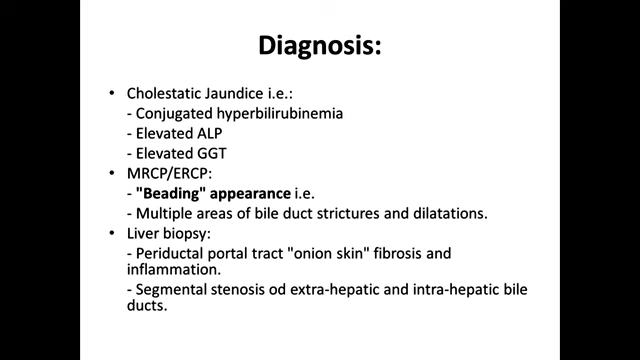 Diagnosis:
• Cholestatic Jaundice i.e.:
- Conjugated hyperbilirubinemia
- Elevated ALP
- Elevated GGT
• MRCP/ERCP:
- "Beading" appearance i.e.
- Multiple areas of bile duct strictures and dilatations.
• Liver biopsy:
- Periductal portal tract "onion skin" fibrosis and
inflammation.
- Segmental stenosis od extra-hepatic and intra-hepatic bile
ducts.